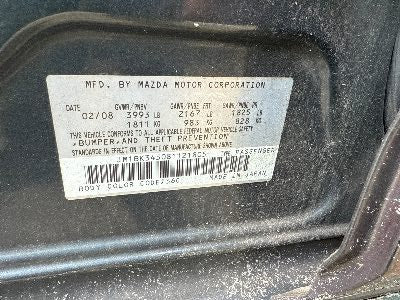 MFD. BY MAZDA MOTOR CORPORATION
DATE GVWR/PNBV GAWR/PNBE FRT GAWR/PNBE RR
02/08 3993 LB 2167 LB 1825 LB
1811 KG 983 KG 828 KG
THIS VEHICLE CONFORMS TO ALL APPLICABLE FEDERAL MOTOR VEHICLE SAFETY
,BUMPER,AND THEFT PREVENTION
STANDARDS IN EFFECT ON THE DATE OF MANUFACTURE SHOWN ABOVE.
PASSENGER
BODY COLOR CODE: MADE IN JAPAN